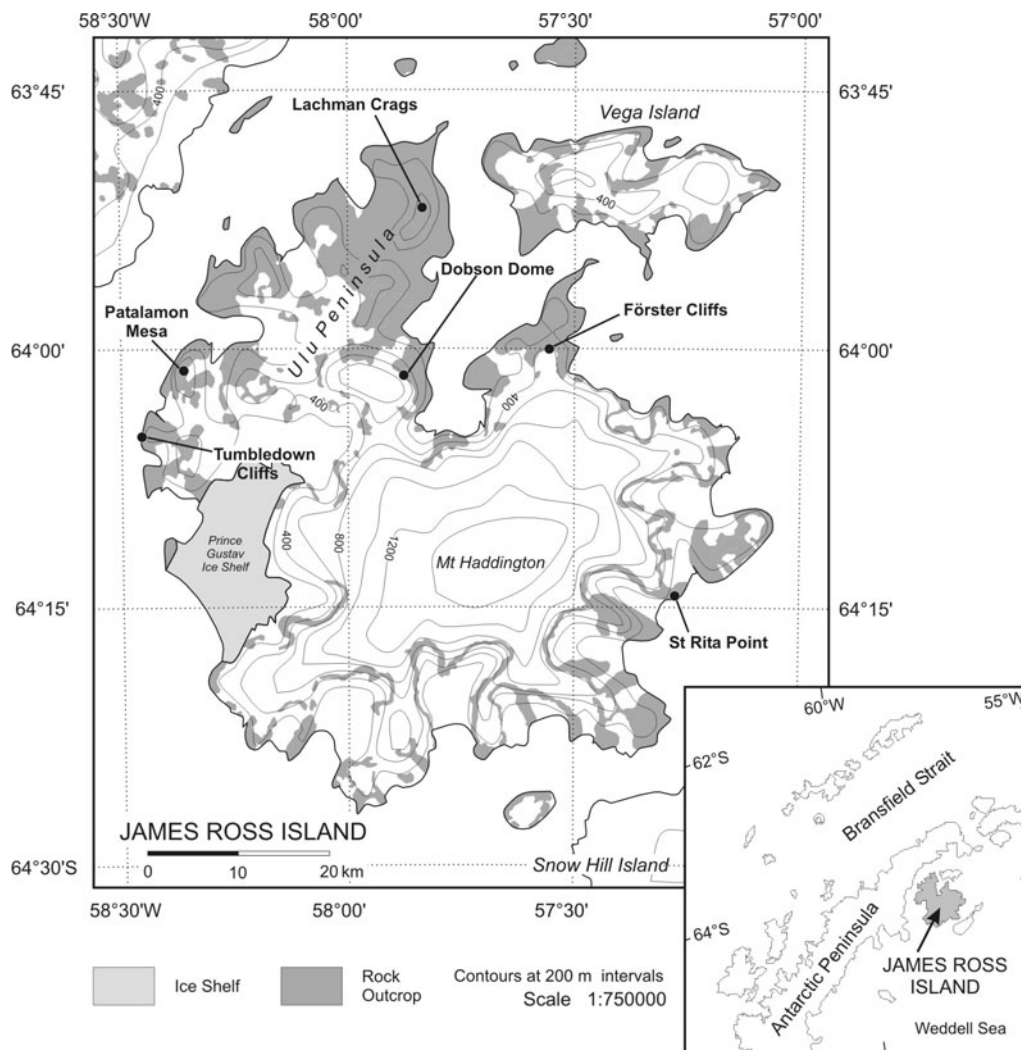 58°30'W
58°00'
57°30'
57°00'
63°45'
63°45'
Lachman Crags
Vega Island
400
400
Ulu Peninsula
Dobson Dome
Patalamon
Mesa
Förster Cliffs
64°00'
64°00'
400
400
Tumbledown
Cliffs
Prince
Gustav
Ice Shelf
400
800
1200
Mt Haddington
64°15'
64°15'
St Rita Point
JAMES ROSS ISLAND
0
10
20 km
Snow Hill Island
64°30'S
58°30'W
58°00'
57°30'
60°W
55°W
62°S
Bransfield Strait
64°S
Antarctic Peninsula
JAMES ROSS
ISLAND
Weddell Sea
Ice Shelf
Rock
Outcrop
Contours at 200 m intervals
Scale 1:750000